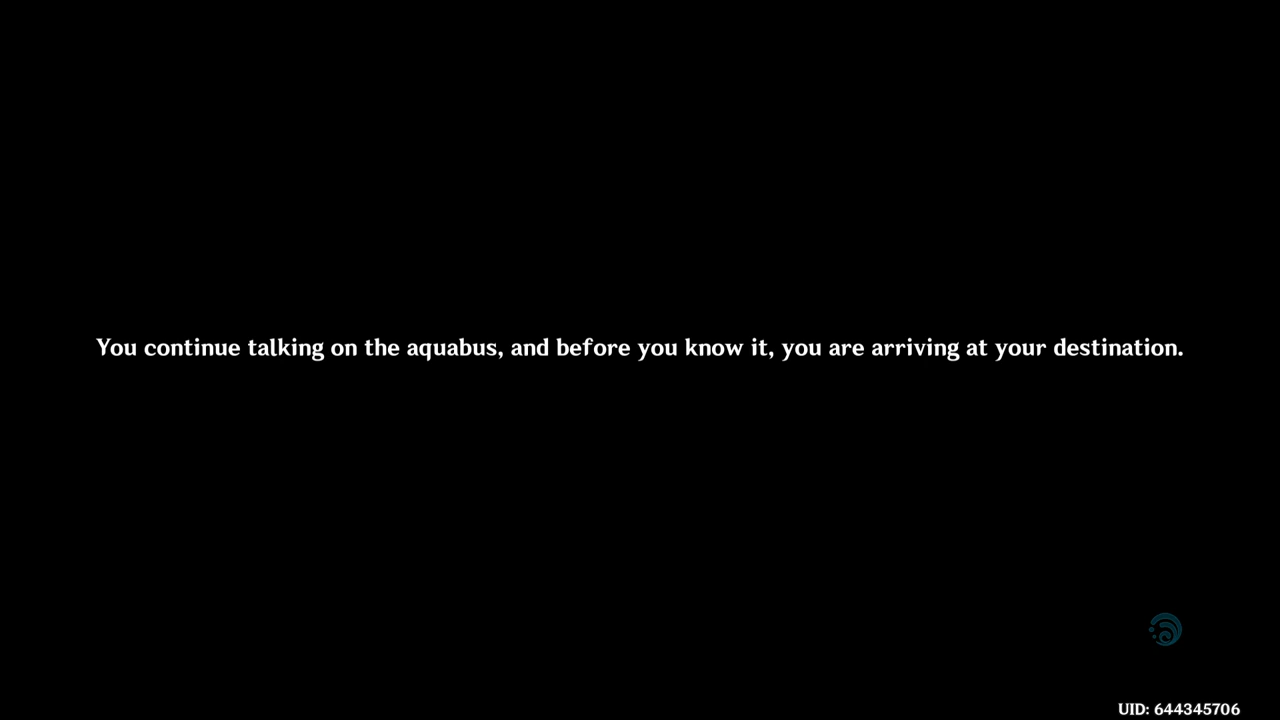 You continue talking on the aquabus, and before you know it, you are arriving at your destination.
UID: 644345706